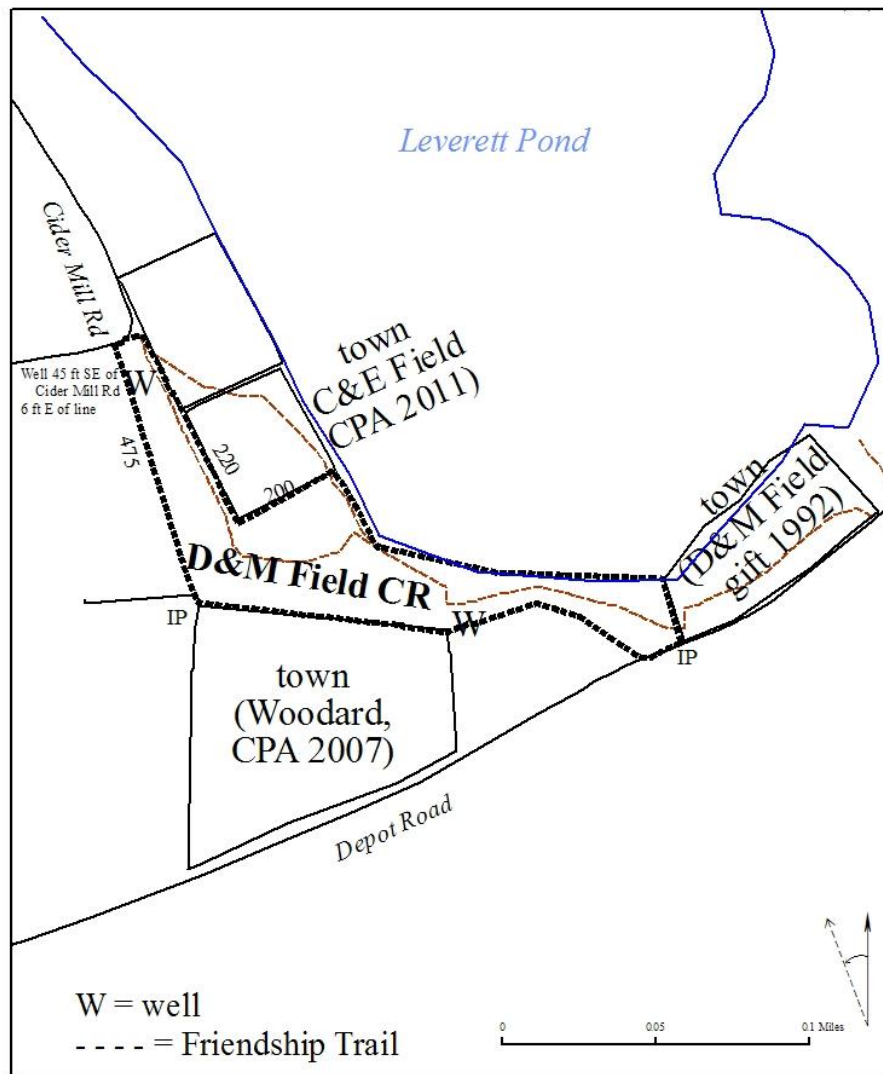 Leverett Pond
Cider Mill Rd
town
C&E Field
CPA 2011)
Well 45 ft SE of
Cider Mill Rd
6 ft E of line
W
475
220
200
town
(D&M Field
gift 1992)
D&M Field CR
IP
W
IP
town
(Woodard,
CPA 2007)
Depot Road
W = well
- - - - = Friendship Trail
0 0.05 0.1 Miles